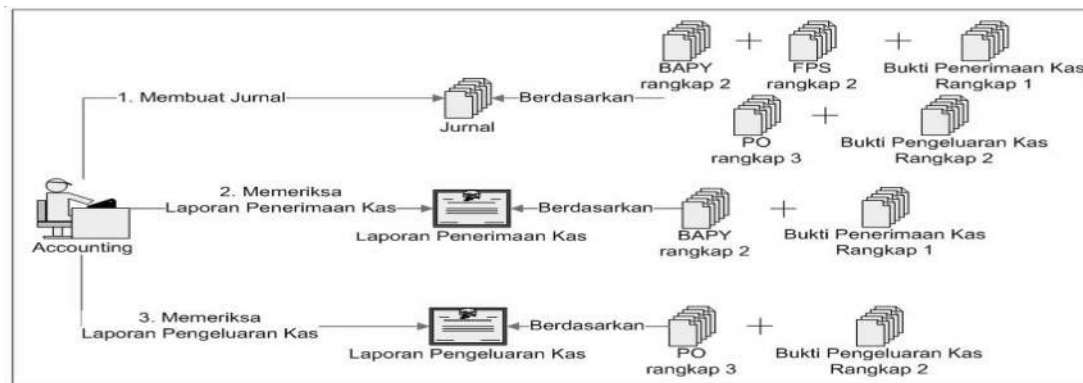 BAPY
rangkap 2
+
FPS
rangkap 2
+
Bukti Penerimaan Kas
Rangkap 1
1. Membuat Jurnal
Jurnal
Berdasarkan
PO
rangkap 3
+
Bukti Pengeluaran Kas
Rangkap 2
Accounting
2. Memeriksa
Laporan Penerimaan Kas
Laporan Penerimaan Kas
Berdasarkan
BAPY
rangkap 2
+
Bukti Penerimaan Kas
Rangkap 1
3. Memeriksa
Laporan Pengeluaran Kas
Laporan Pengeluaran Kas
Berdasarkan
PO
rangkap 3
+
Bukti Pengeluaran Kas
Rangkap 2